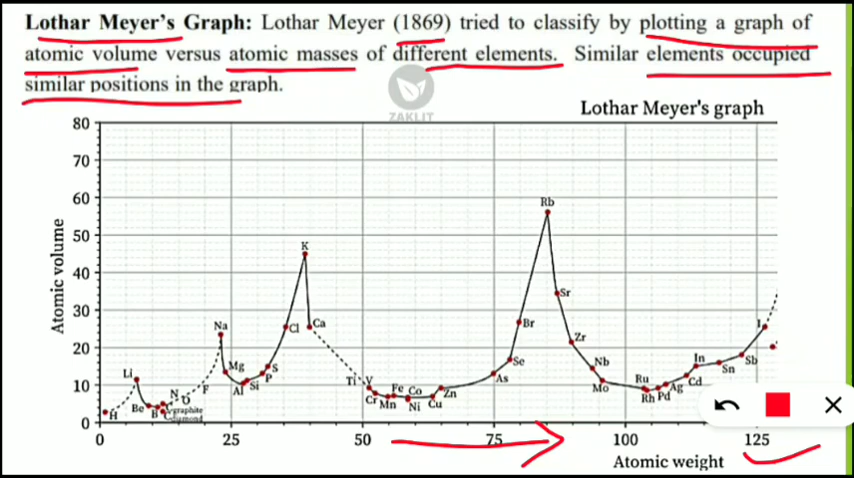 Lothar Meyer's Graph: Lothar Meyer (1869) tried to classify by plotting a graph of
atomic volume versus atomic masses of different elements. Similar elements occupied
similar positions in the graph.
ZAKLIT
Lothar Meyer's graph
80
70
60
50
40
30
20
10
0
Atomic volume
H
Li
Be
B
C
graphite
diamond
N
O
F
Na
Mg
Al
Si
P
S
Cl
K
Ca
Ti
V
Cr
Mn
Fe
Co
Ni
Cu
Zn
As
Se
Br
Rb
Sr
Zr
Nb
Mo
Ru
Rh
Pd
Ag
Cd
In
Sn
Sb
I
0 25 50 75 100 125
Atomic weight